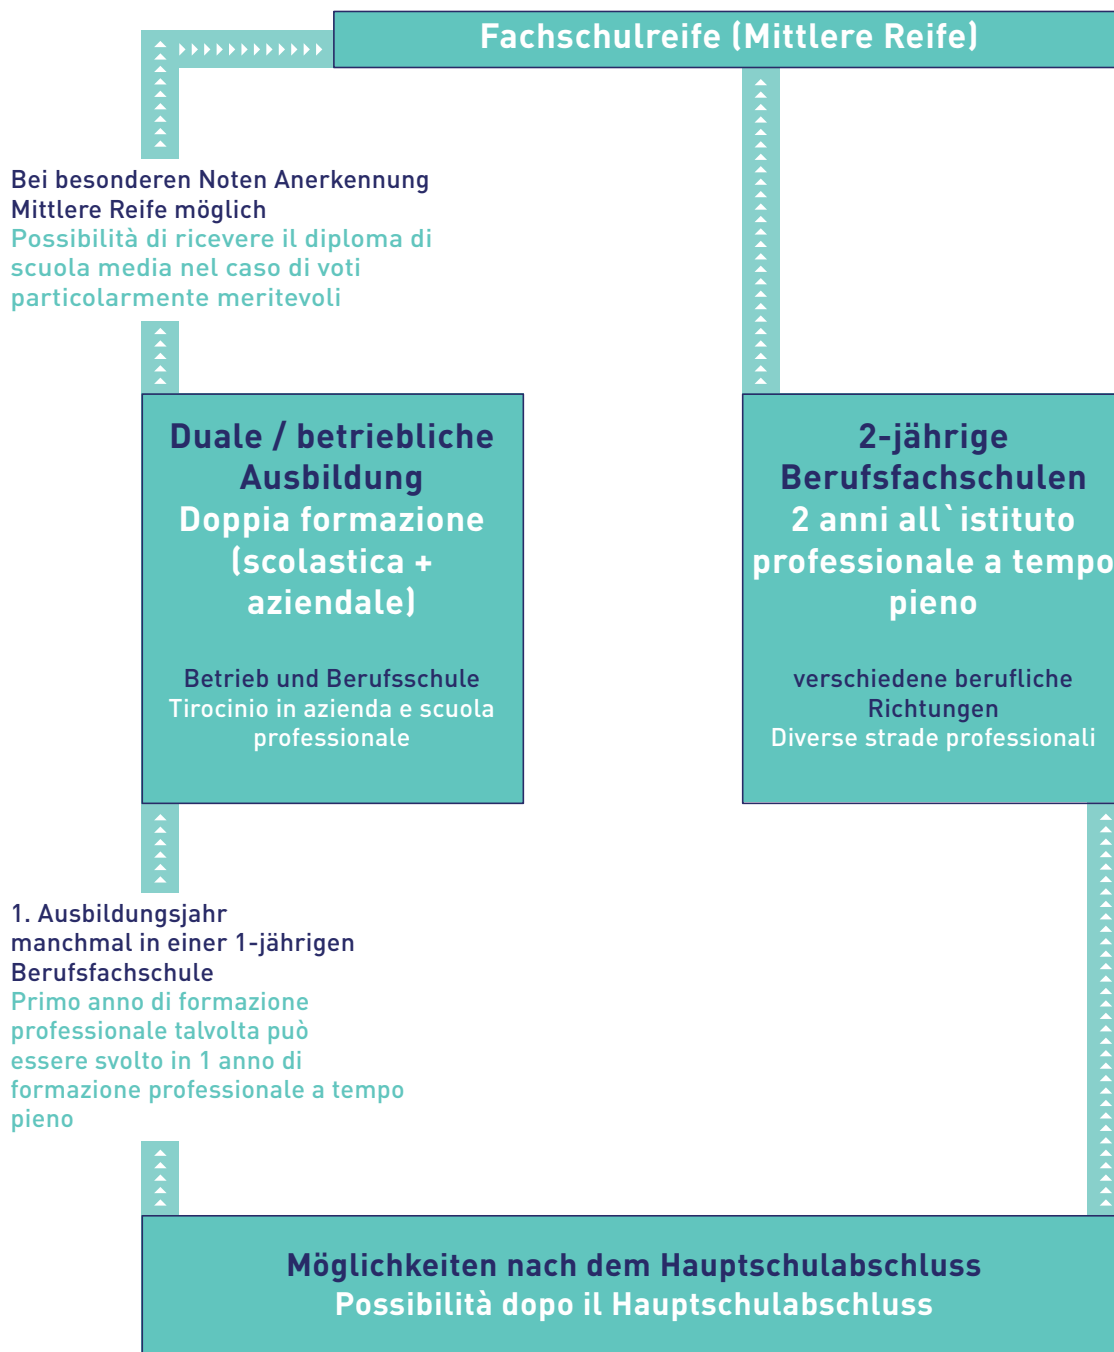 Fachschulreife (Mittlere Reife)
Bei besonderen Noten Anerkennung
Mittlere Reife möglich
Possibilità di ricevere il diploma di
scuola media nel caso di voti
particolarmente meritevoli
Duale / betriebliche
Ausbildung
Doppia formazione
(scolastica +
aziendale)
Betrieb und Berufsschule
Tirocinio in azienda e scuola
professionale
2-jährige
Berufsfachschulen
2 anni all`istituto
professionale a tempo
pieno
verschiedene berufliche
Richtungen
Diverse strade professionali
1. Ausbildungsjahr
manchmal in einer 1-jährigen
Berufsfachschule
Primo anno di formazione
professionale talvolta può
essere svolto in 1 anno di
formazione professionale a tempo
pieno
Möglichkeiten nach dem Hauptschulabschluss
Possibilità dopo il Hauptschulabschluss